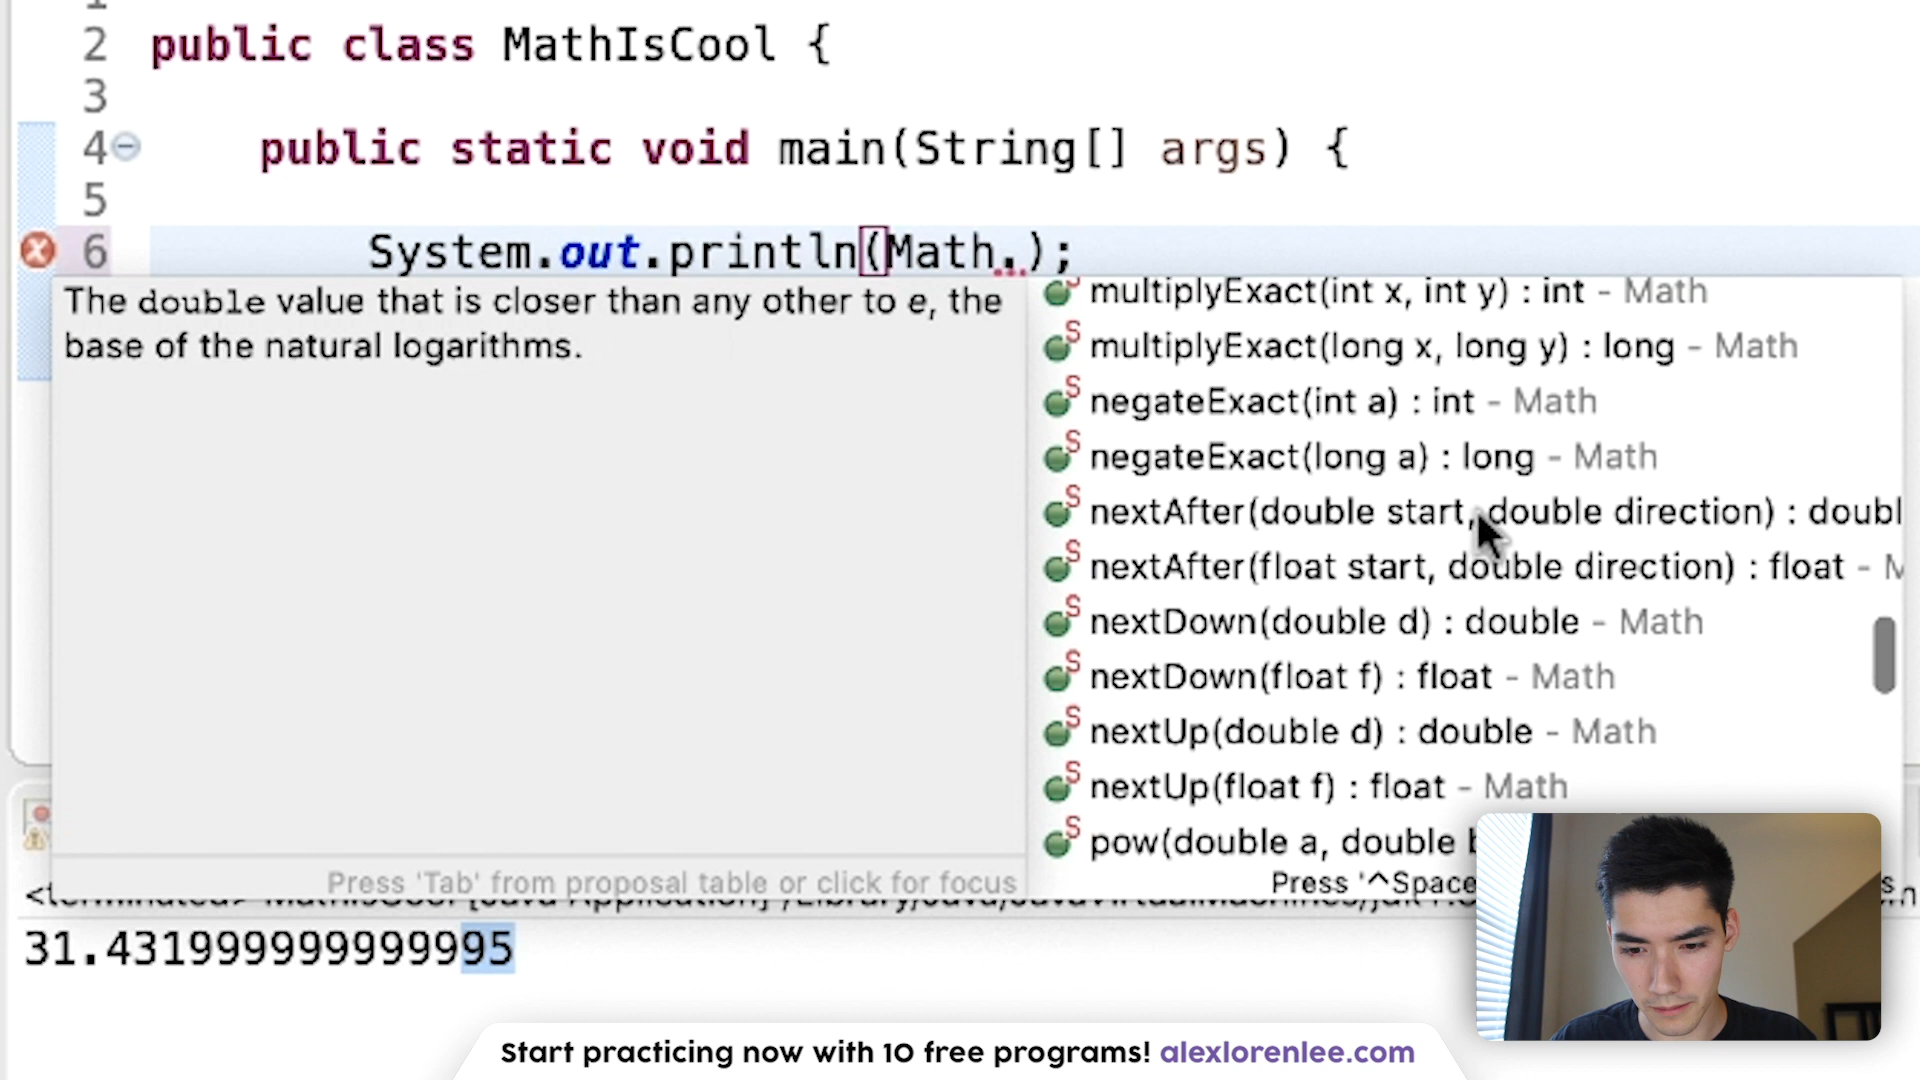 2 public class MathIsCool {
3
4 public static void main(String[] args) {
5
6 System.out.println(Math.);
The double value that is closer than any other to e, the
base of the natural logarithms.
Press 'Tab' from proposal table or click for focus
multiplyExact(int x, int y) : int - Math
multiplyExact(long x, long y) : long - Math
negateExact(int a) : int - Math
negateExact(long a) : long - Math
nextAfter(double start, double direction) : doubl
nextAfter(float start, double direction) : float - M
nextDown(double d) : double - Math
nextDown(float f) : float - Math
nextUp(double d) : double - Math
nextUp(float f) : float - Math
pow(double a, double b
Press '^Space
<terminated> MathIsCool [Java Application]
31.431999999999995
Start practicing now with 10 free programs! alexlorenlee.com